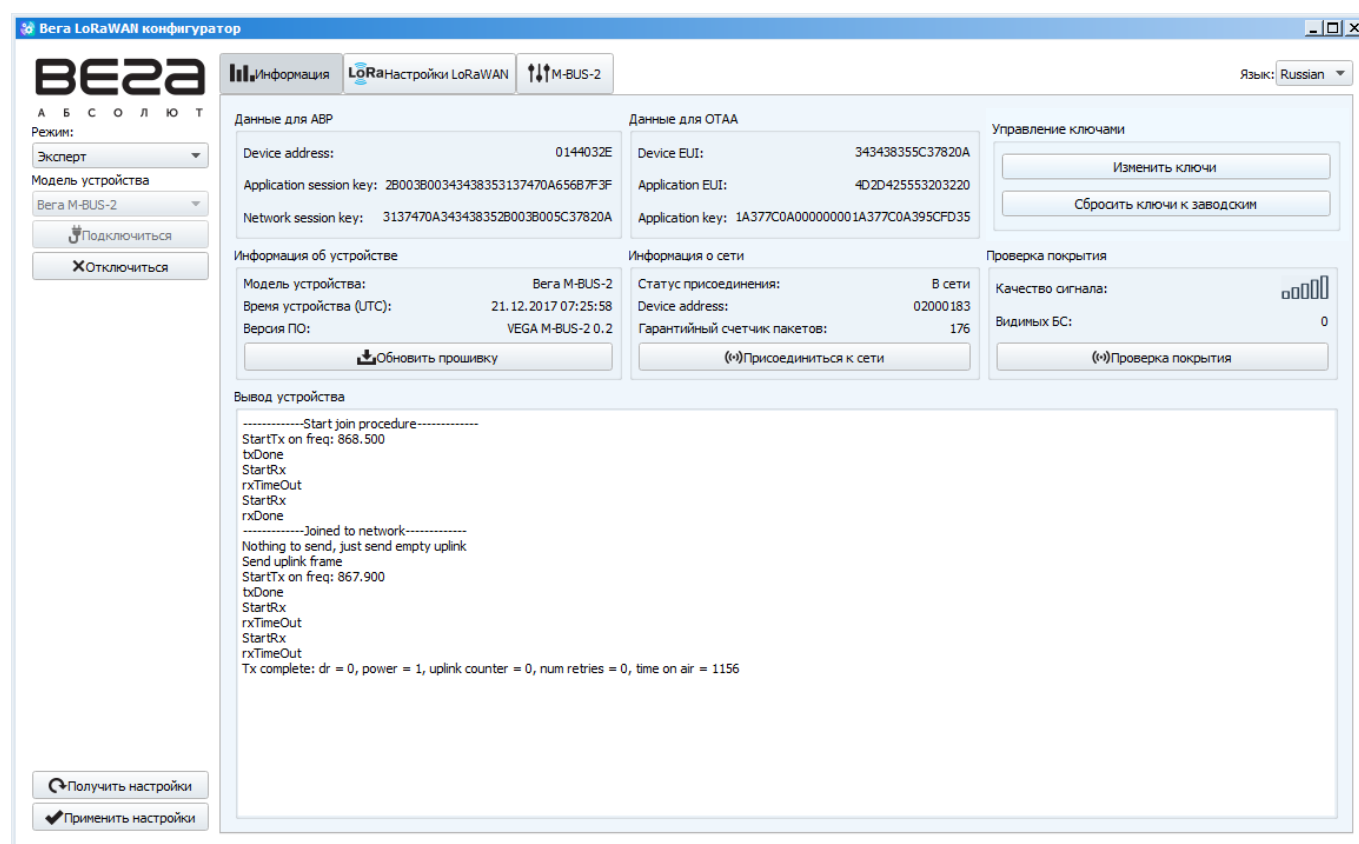 Вега LoRaWAN конфигуратор
ВЕГА
АБСОЛЮТ
Режим:
Эксперт
Модель устройства
Вега M-BUS-2
Подключиться
Отключиться
Получить настройки
Применить настройки
Информация
LoRa Настройки LoRaWAN
M-BUS-2
Язык: Russian
Данные для ABP
Device address: 0144032E
Application session key: 2B003B00343438353137470A656B7F3F
Network session key: 3137470A343438352B003B005C37820A
Данные для OTAA
Device EUI: 343438355C37820A
Application EUI: 4D2D425553203220
Application key: 1A377C0A000000001A377C0A395CFD35
Управление ключами
Изменить ключи
Сбросить ключи к заводским
Информация об устройстве
Модель устройства: Вега M-BUS-2
Время устройства (UTC): 21.12.2017 07:25:58
Версия ПО: VEGA M-BUS-2 0.2
Обновить прошивку
Информация о сети
Статус присоединения: В сети
Device address: 02000183
Гарантийный счетчик пакетов: 176
Присоединиться к сети
Проверка покрытия
Качество сигнала:
Видимых БС: 0
Проверка покрытия
Вывод устройства
-------------Start join procedure-------------
StartTx on freq: 868.500
txDone
StartRx
rxTimeOut
StartRx
rxDone
-------------Joined to network-------------
Nothing to send, just send empty uplink
Send uplink frame
StartTx on freq: 867.900
txDone
StartRx
rxTimeOut
StartRx
rxTimeOut
Tx complete: dr = 0, power = 1, uplink counter = 0, num retries = 0, time on air = 1156